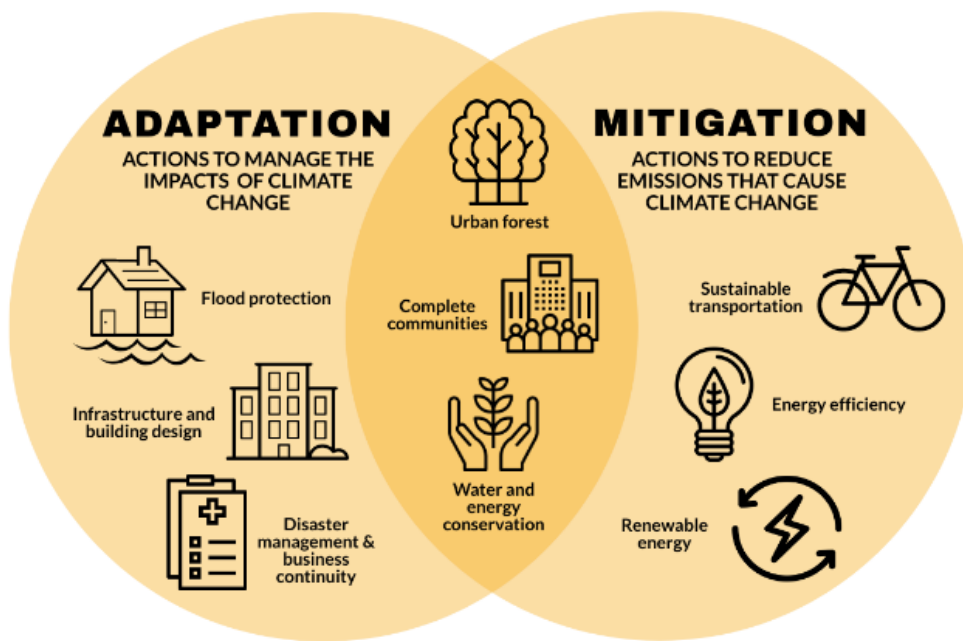 ADAPTATION
ACTIONS TO MANAGE THE
IMPACTS OF CLIMATE
CHANGE
Flood protection
Infrastructure and
building design
Disaster
management &
business
continuity
Urban forest
Complete
communities
Water and
energy
conservation
MITIGATION
ACTIONS TO REDUCE
EMISSIONS THAT CAUSE
CLIMATE CHANGE
Sustainable
transportation
Energy efficiency
Renewable
energy